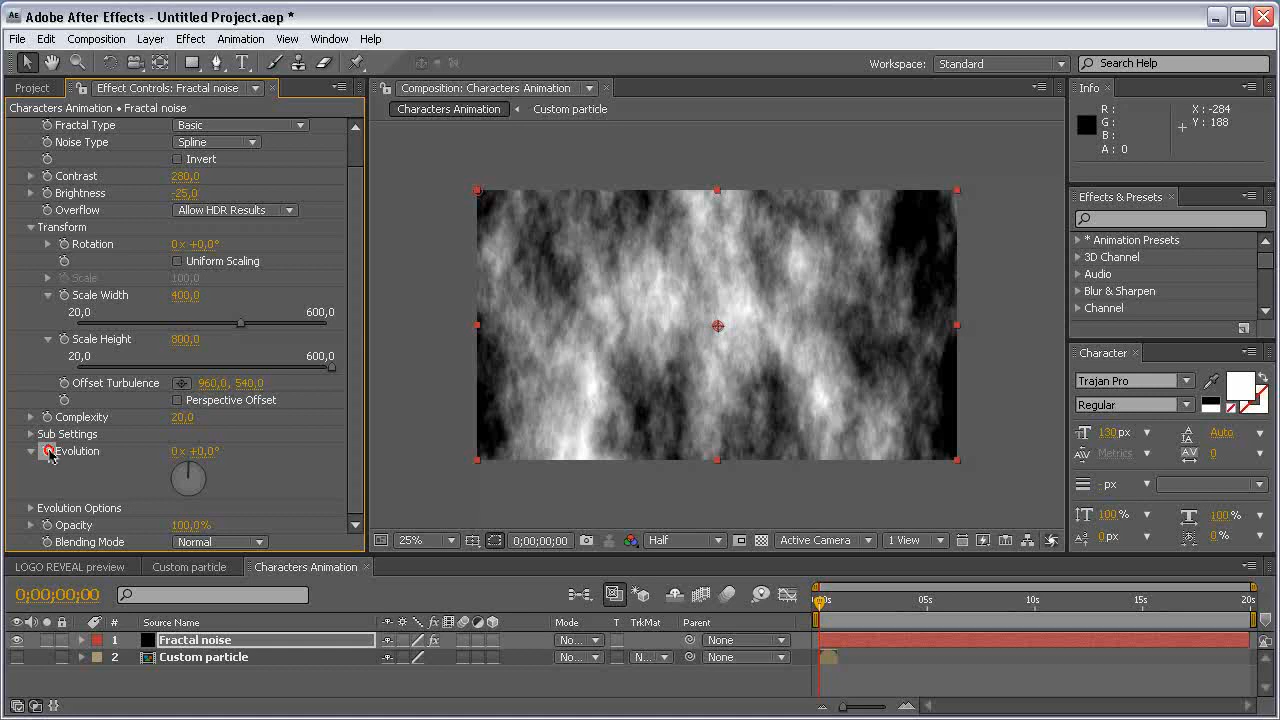 Adobe After Effects - Untitled Project.aep *
File Edit Composition Layer Effect Animation View Window Help
Workspace: Standard Search Help
Project Effect Controls: Fractal noise
Characters Animation • Fractal noise
Fractal Type Basic
Noise Type Spline
Invert
Contrast 280,0
Brightness -25,0
Overflow Allow HDR Results
Transform
Rotation 0x+0,0°
Uniform Scaling
Scale 100,0
Scale Width 400,0
20,0 600,0
Scale Height 800,0
20,0 600,0
Offset Turbulence 960,0, 540,0
Perspective Offset
Complexity 20,0
Sub Settings
Evolution 0x+0,0°
Evolution Options
Opacity 100,0%
Blending Mode Normal
Composition: Characters Animation
Characters Animation Custom particle
25% 0;00;00;00 Half Active Camera 1 View
Info
R: X: -284
G: Y: 188
B:
A: 0
Effects & Presets
* Animation Presets
3D Channel
Audio
Blur & Sharpen
Channel
Character
Trajan Pro
Regular
130 px Auto
Metrics 0
- px
100% 100%
0 px 0%
LOGO REVEAL preview Custom particle Characters Animation
0;00;00;00
05s 10s 15s 20s
# Source Name Mode T TrkMat Parent
1 Fractal noise No... None
2 Custom particle No... N... None